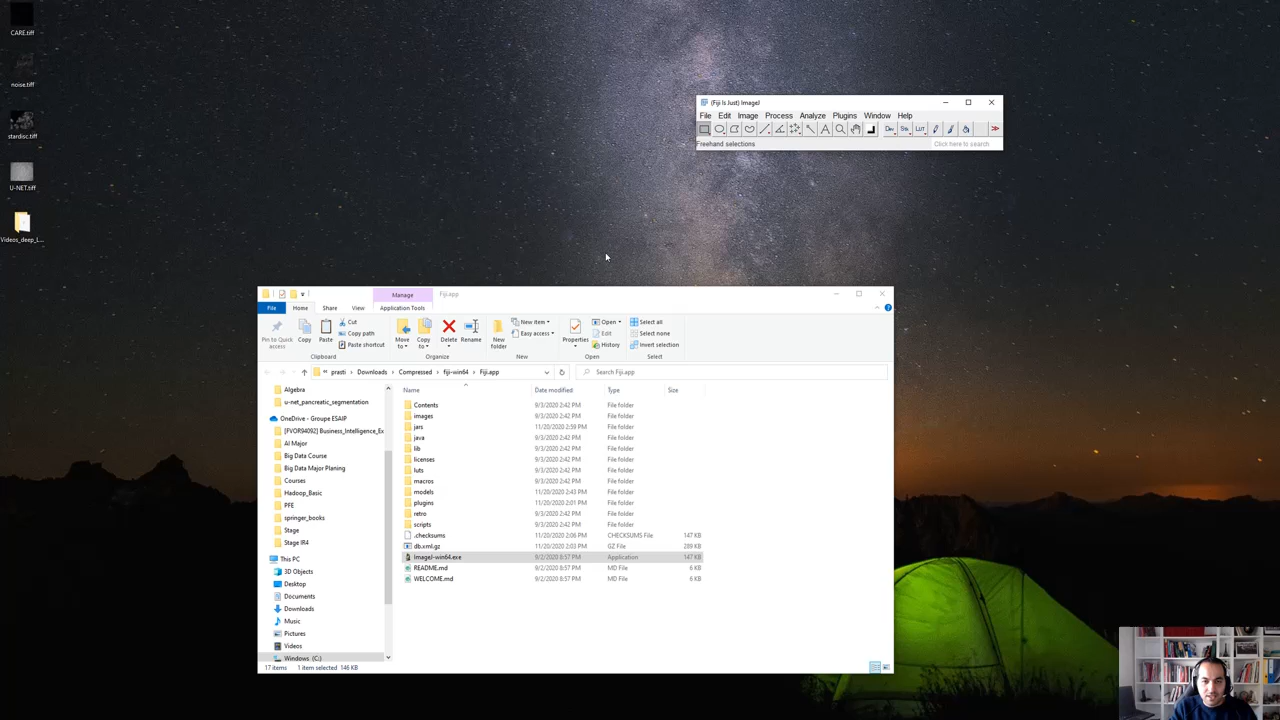 CARE.tiff
noise.tiff
stardisc.tiff
U-NET.tiff
Videos_deep_L...
(Fiji Is Just) ImageJ
File Edit Image Process Analyze Plugins Window Help
Dev Stk LUT
Freehand selections
Click here to search
Manage
Fiji.app
File Home Share View Application Tools
Pin to Quick access
Copy
Paste
Cut
Copy path
Paste shortcut
Clipboard
Move to
Copy to
Delete
Rename
Organize
New folder
New item
Easy access
New
Properties
Open
Edit
History
Open
Select all
Select none
Invert selection
Select
« prasti > Downloads > Compressed > fiji-win64 > Fiji.app
Search Fiji.app
Algebra
u-net_pancreatic_segmentation
OneDrive - Groupe ESAIP
[FVOR94092] Business_Intelligence_Ex
AI Major
Big Data Course
Big Data Major Planing
Courses
Hadoop_Basic
PFE
springer_books
Stage
Stage IR4
This PC
3D Objects
Desktop
Documents
Downloads
Music
Pictures
Videos
Windows (C:)
Name Date modified Type Size
Contents 9/3/2020 2:42 PM File folder
images 9/3/2020 2:42 PM File folder
jars 11/20/2020 2:39 PM File folder
java 9/3/2020 2:42 PM File folder
lib 9/3/2020 2:42 PM File folder
licenses 9/3/2020 2:42 PM File folder
luts 9/3/2020 2:42 PM File folder
macros 9/3/2020 2:42 PM File folder
models 11/20/2020 2:43 PM File folder
plugins 11/20/2020 2:01 PM File folder
retro 9/3/2020 2:42 PM File folder
scripts 9/3/2020 2:42 PM File folder
.checksums 11/20/2020 2:06 PM CHECKSUMS File 147 KB
db.xml.gz 11/20/2020 2:03 PM GZ File 289 KB
ImageJ-win64.exe 9/2/2020 8:57 PM Application 147 KB
README.md 9/2/2020 8:57 PM MD File 6 KB
WELCOME.md 9/2/2020 8:57 PM MD File 6 KB
17 items 1 item selected 146 KB